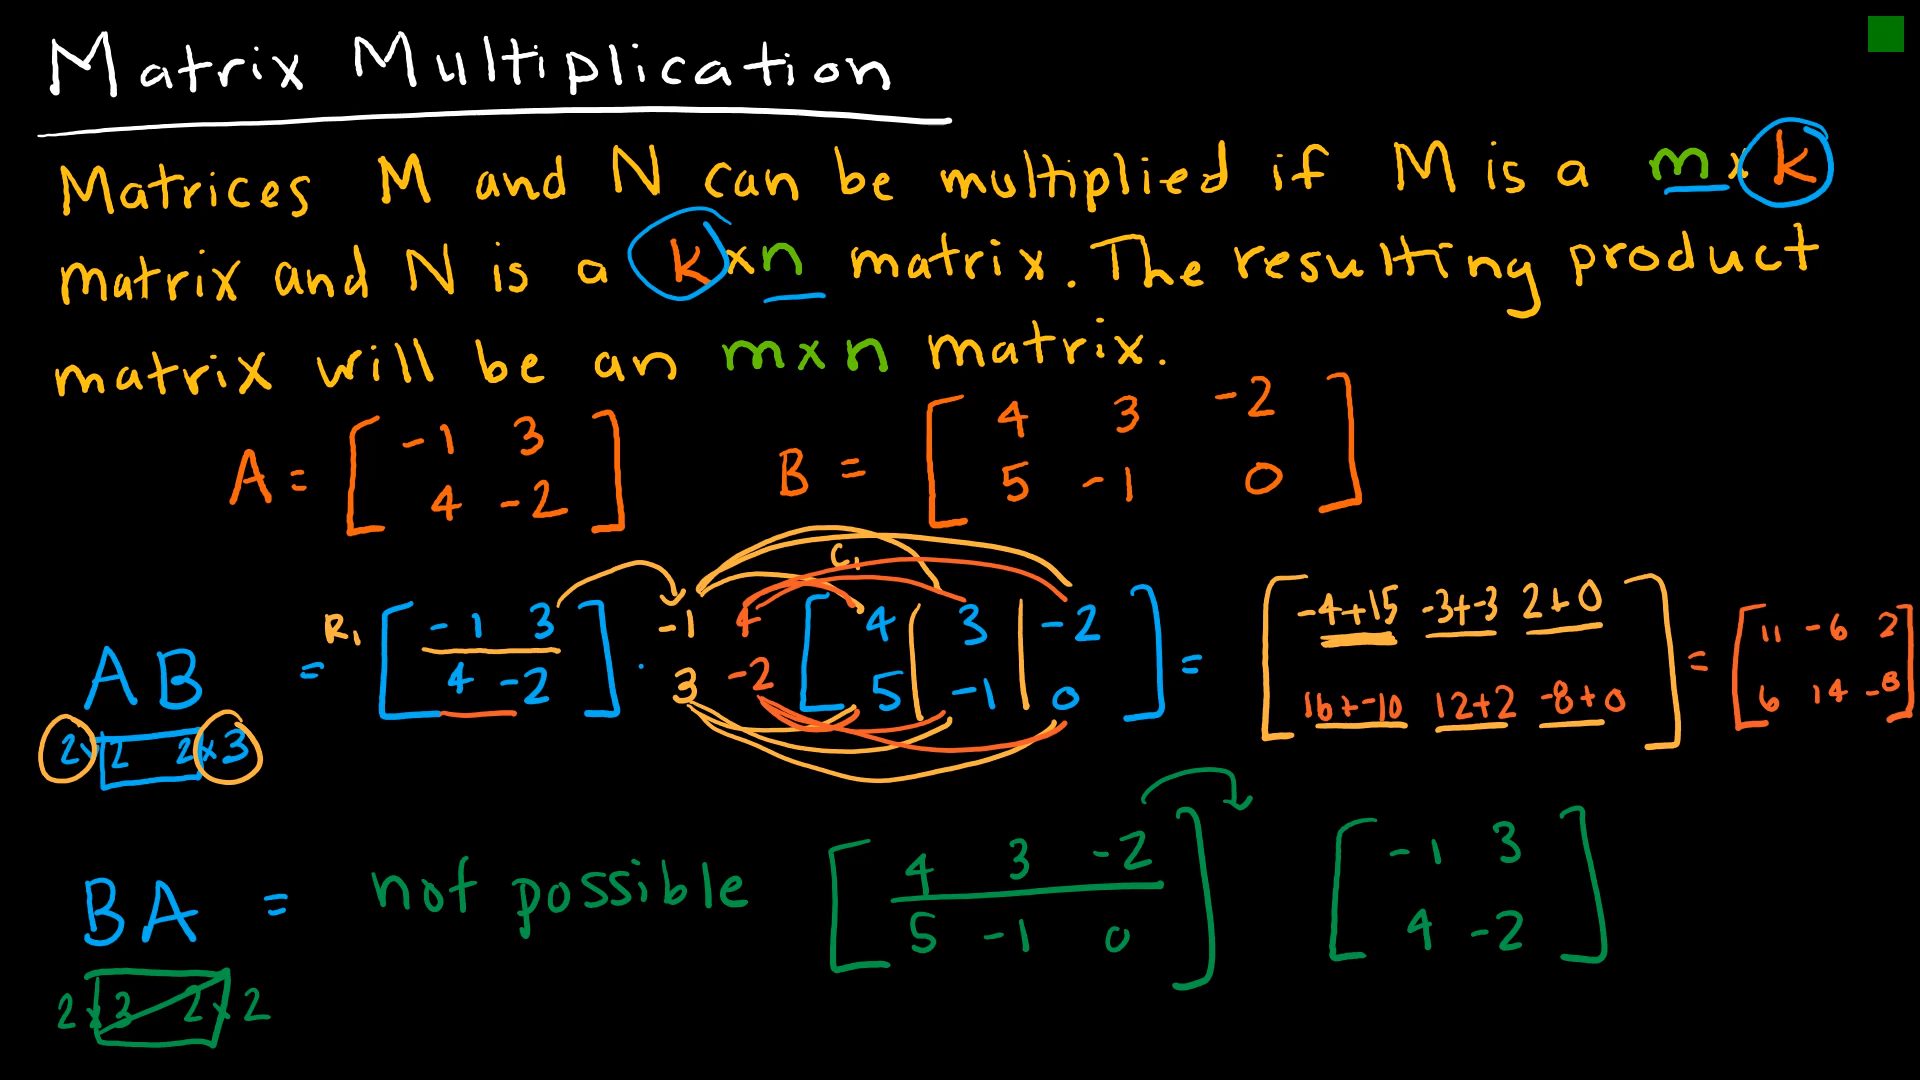 Matrix Multiplication
Matrices M and N can be multiplied if M is a m x k
matrix and N is a k x n matrix. The resulting product
matrix will be an m x n matrix.
A = [ -1 3 B = [ 4 3 -2 ]
4 -2 ] 5 -1 0
C1
R1 [ -1 3 ] · -1 4 [ 4 | 3 | -2 ] = [ -4+15 -3+-3 2+0 ] = [ 11 -6 2 ]
AB = 4 -2 3 -2 5 -1 0 16+-10 12+2 -8+0 6 14 -8
2x2 2x3
BA = not possible [ 4 3 -2 ] [ -1 3 ]
5 -1 0 4 -2
2x3 2x2